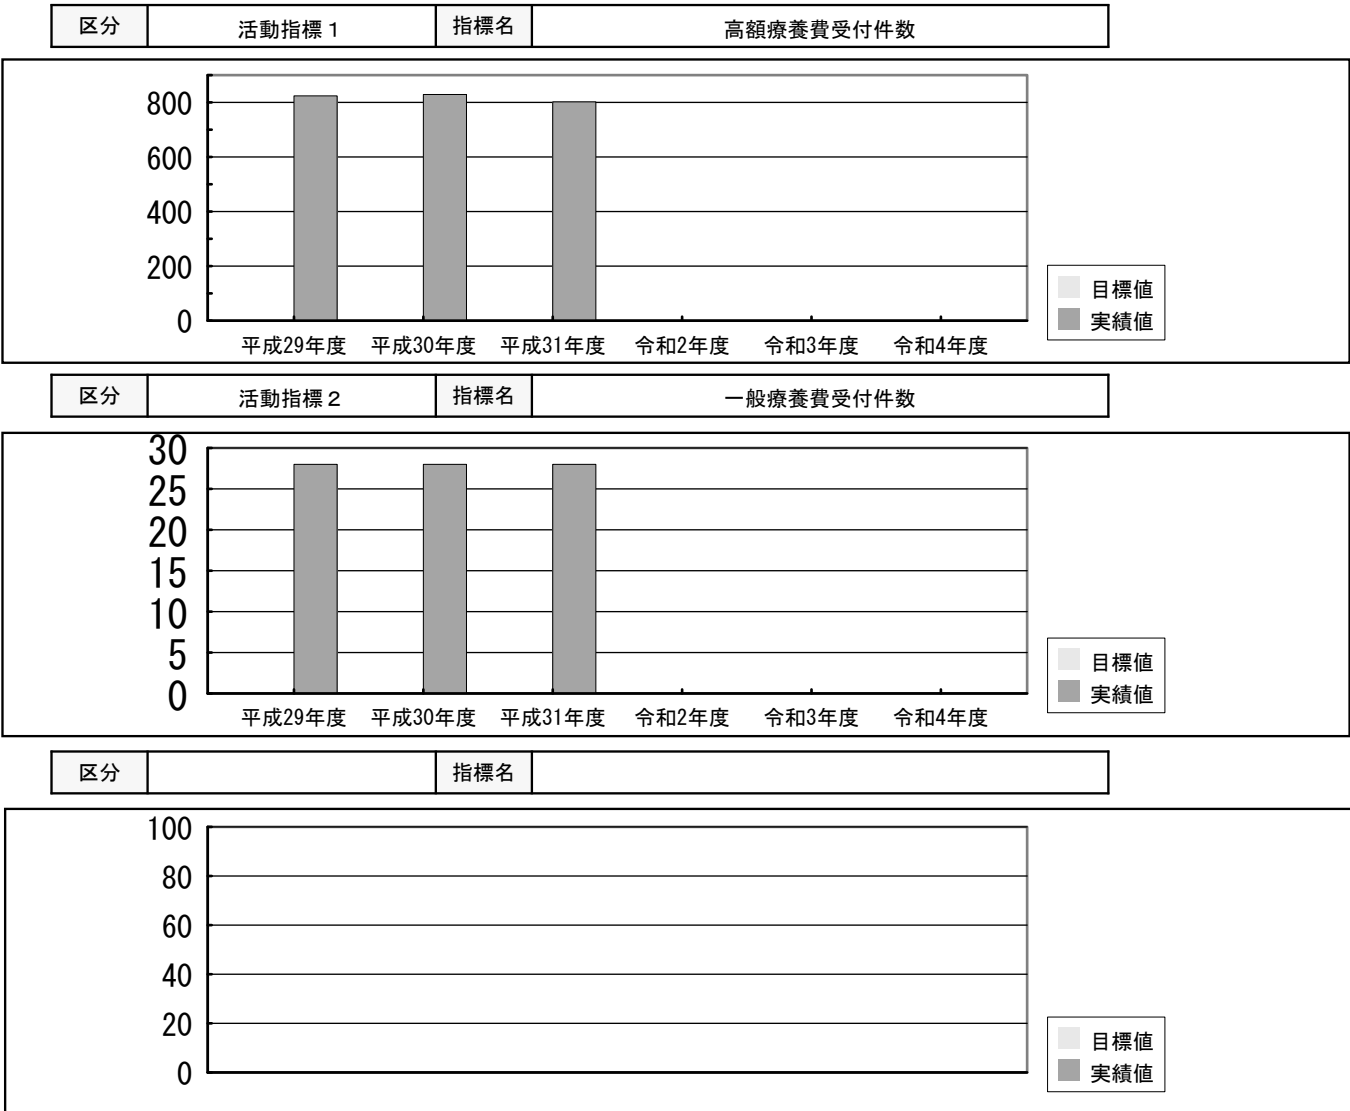 区分 活動指標１ 指標名 高額療養費受付件数
800
600
400
200
0
平成29年度 平成30年度 平成31年度 令和2年度 令和3年度 令和4年度
目標値
実績値
区分 活動指標２ 指標名 一般療養費受付件数
30
25
20
15
10
5
0
平成29年度 平成30年度 平成31年度 令和2年度 令和3年度 令和4年度
目標値
実績値
区分 指標名
100
80
60
40
20
0
目標値
実績値